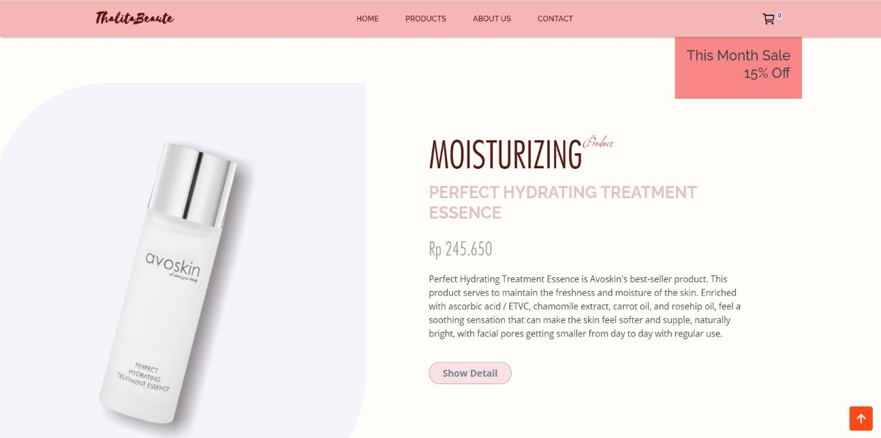 ThalitaBeaute
HOME
PRODUCTS
ABOUT US
CONTACT
0
This Month Sale
15% Off
MOISTURIZING
Product
PERFECT HYDRATING TREATMENT
ESSENCE
Rp 245.650
Perfect Hydrating Treatment Essence is Avoskin's best-seller product. This
product serves to maintain the freshness and moisture of the skin. Enriched
with ascorbic acid / ETVC, chamomile extract, carrot oil, and rosehip oil, feel a
soothing sensation that can make the skin feel softer and supple, naturally
bright, with facial pores getting smaller from day to day with regular use.
Show Detail
avoskin
PERFECT
HYDRATING
TREATMENT ESSENCE